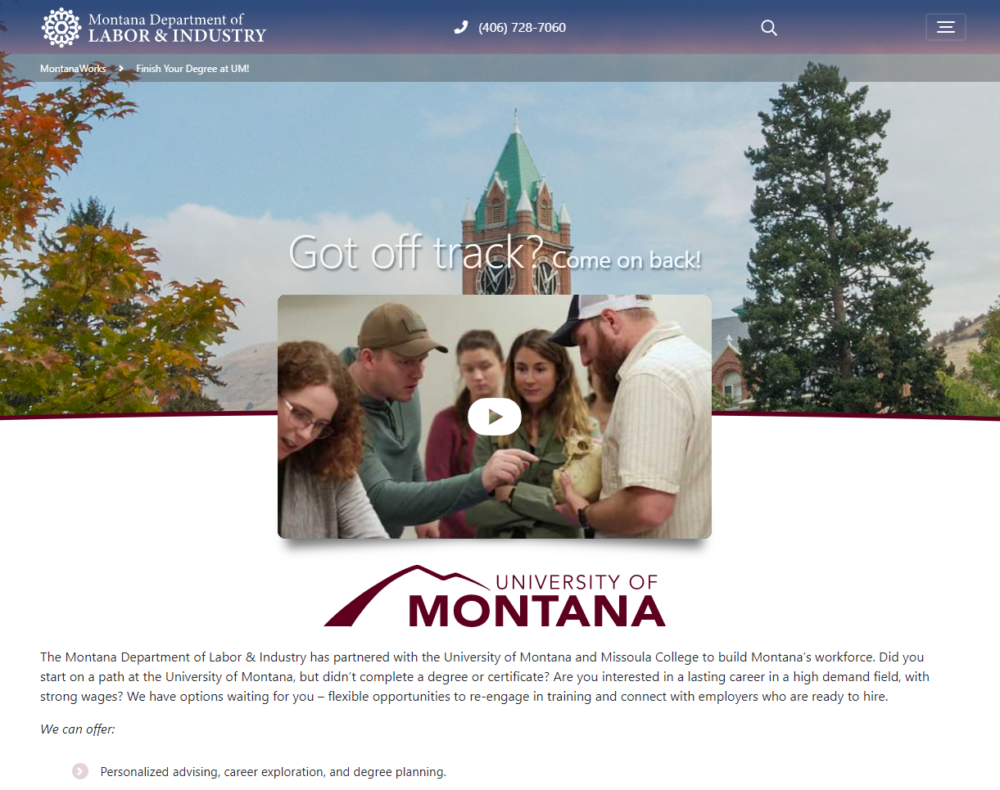 Montana Department of
LABOR & INDUSTRY
(406) 728-7060
MontanaWorks
Finish Your Degree at UM!
Got off track? Come on back!
UNIVERSITY OF
MONTANA
The Montana Department of Labor & Industry has partnered with the University of Montana and Missoula College to build Montana’s workforce. Did you
start on a path at the University of Montana, but didn’t complete a degree or certificate? Are you interested in a lasting career in a high demand field, with
strong wages? We have options waiting for you – flexible opportunities to re-engage in training and connect with employers who are ready to hire.
We can offer:
Personalized advising, career exploration, and degree planning.